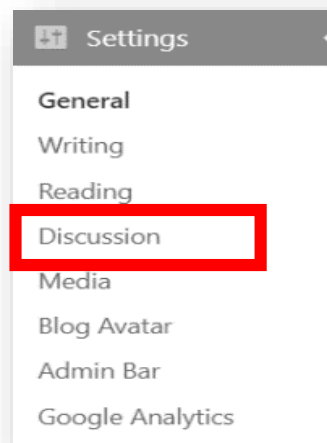 Settings
General
Writing
Reading
Discussion
Media
Blog Avatar
Admin Bar
Google Analytics